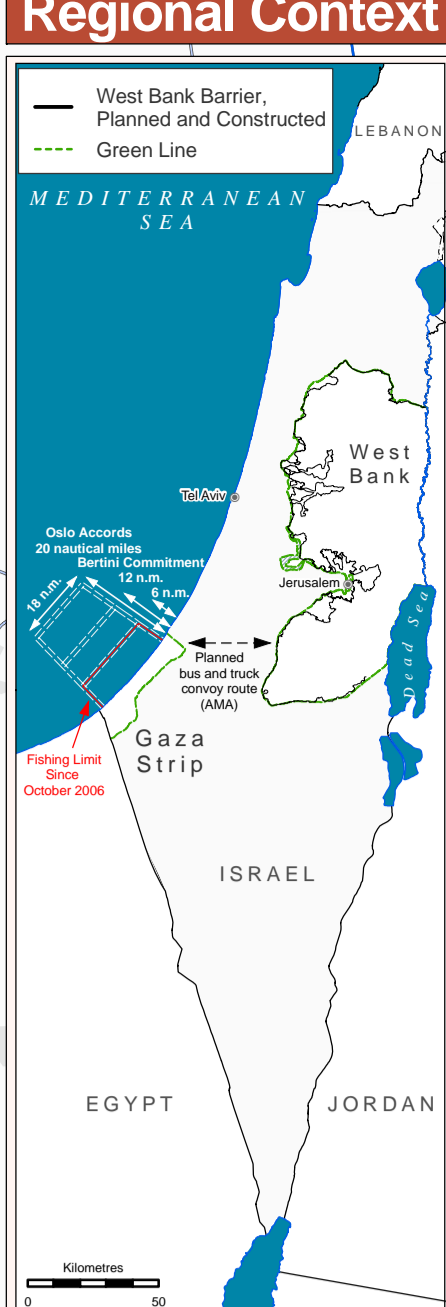 Regional Context
West Bank Barrier,
Planned and Constructed
Green Line
LEBANON
MEDITERRANEAN
SEA
West
Bank
Tel Aviv
Oslo Accords
20 nautical miles
Bertini Commitment
12 n.m.
6 n.m.
18 n.m.
Jerusalem
Dead Sea
Planned
bus and truck
convoy route
(AMA)
Gaza
Strip
Fishing Limit
Since
October 2006
ISRAEL
EGYPT
JORDAN
Kilometres
0 50